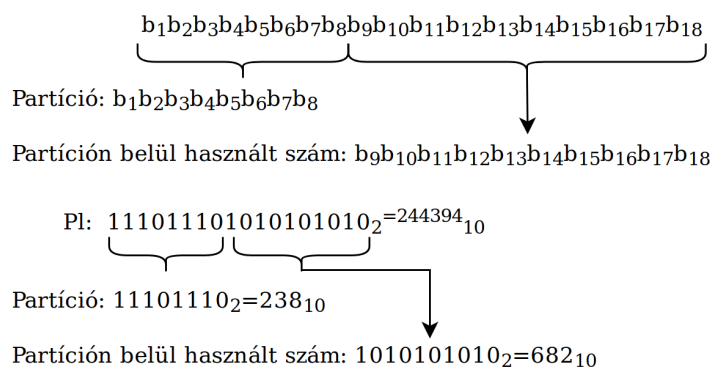 b₁b₂b₃b₄b₅b₆b₇b₈b₉b₁₀b₁₁b₁₂b₁₃b₁₄b₁₅b₁₆b₁₇b₁₈
Partíció: b₁b₂b₃b₄b₅b₆b₇b₈
Partíción belül használt szám: b₉b₁₀b₁₁b₁₂b₁₃b₁₄b₁₅b₁₆b₁₇b₁₈
Pl: 111011101010101010₂=244394₁₀
Partíció: 11101110₂=238₁₀
Partíción belül használt szám: 1010101010₂=682₁₀